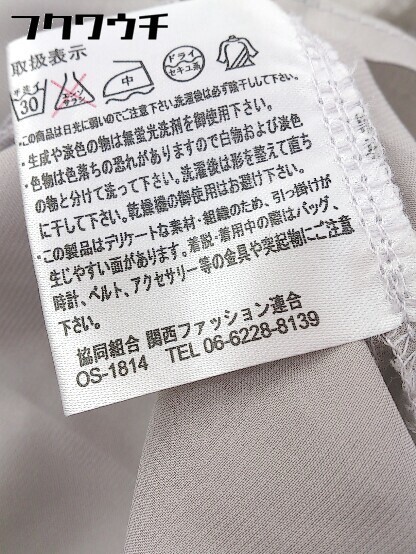 フクウクチ
取扱表示
手洗イ
30
エンソ
サラシ
中
ドライ
セキユ系
・この商品は日光に弱いのでご注意下さい洗濯後は必ず陰干しして下さい。
・生成や淡色の物は無蛍光洗剤を御使用下さい。
・色物は色落ちの恐れがありますので白物および淡色
の物と分けて洗って下さい。洗濯後は形を整えて直ち
に干して下さい。乾燥機の御使用はお避け下さい。
・この製品はデリケートな素材・組織のため、引っ掛けが
生じやすい面があります。着脱・着用中の際はバッグ、
時計、ベルト、アクセサリー等の金具や突起物にご注意
下さい。
協同組合 関西ファッション連合
OS-1814 TEL 06-6228-8139